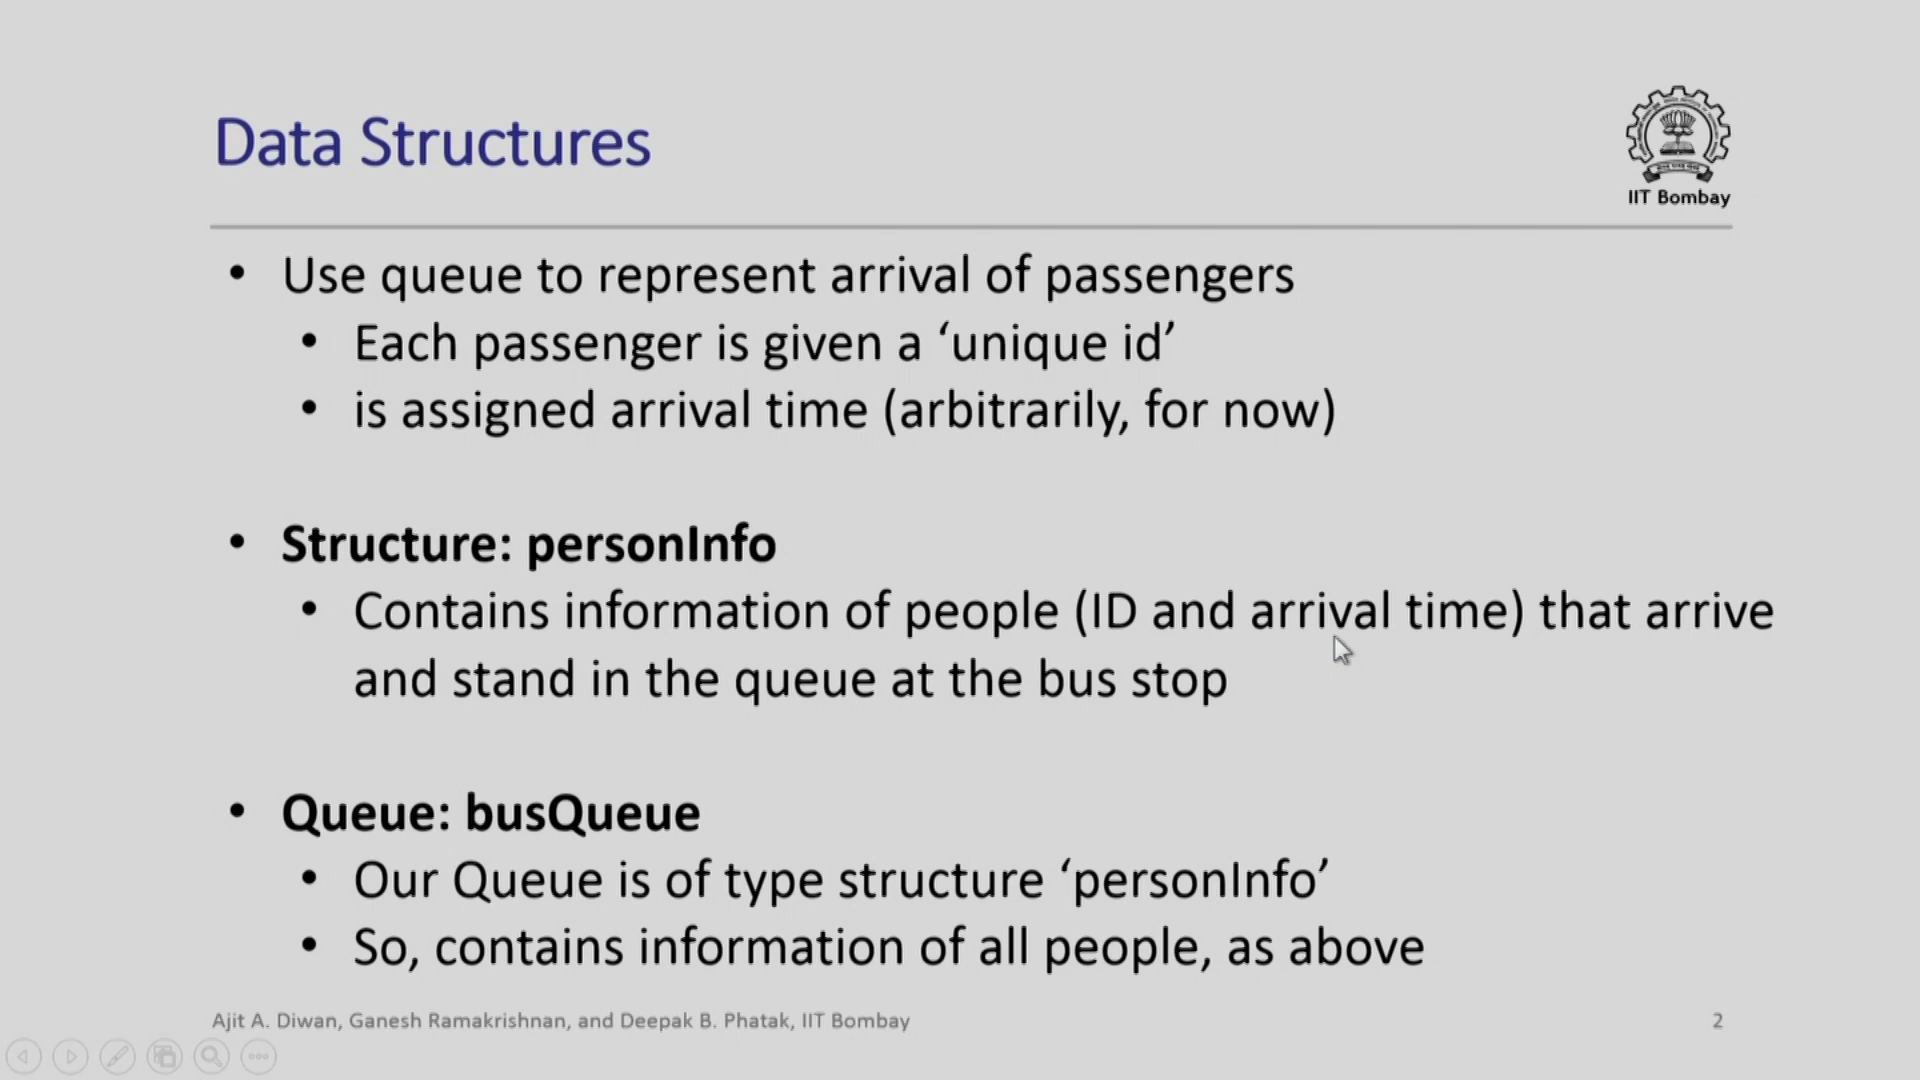 Data Structures
IIT Bombay
• Use queue to represent arrival of passengers
• Each passenger is given a ‘unique id’
• is assigned arrival time (arbitrarily, for now)
• Structure: personInfo
• Contains information of people (ID and arrival time) that arrive
and stand in the queue at the bus stop
• Queue: busQueue
• Our Queue is of type structure ‘personInfo’
• So, contains information of all people, as above
Ajit A. Diwan, Ganesh Ramakrishnan, and Deepak B. Phatak, IIT Bombay
2